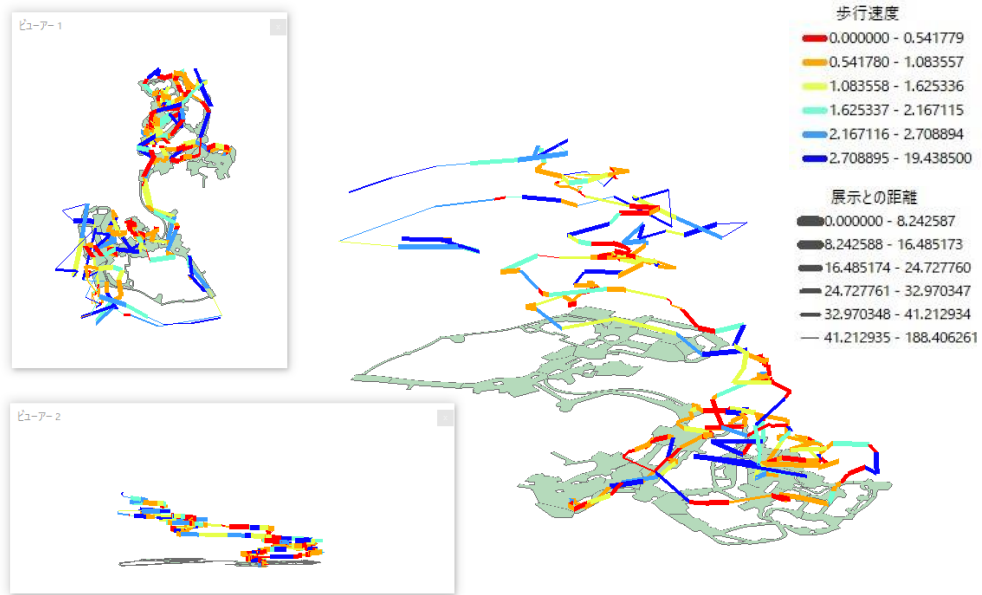 ビューアー 1
歩行速度
0.000000 - 0.541779
0.541780 - 1.083557
1.083558 - 1.625336
1.625337 - 2.167115
2.167116 - 2.708894
2.708895 - 19.438500
展示との距離
0.000000 - 8.242587
8.242588 - 16.485173
16.485174 - 24.727760
24.727761 - 32.970347
32.970348 - 41.212934
41.212935 - 188.406261
ビューアー 2